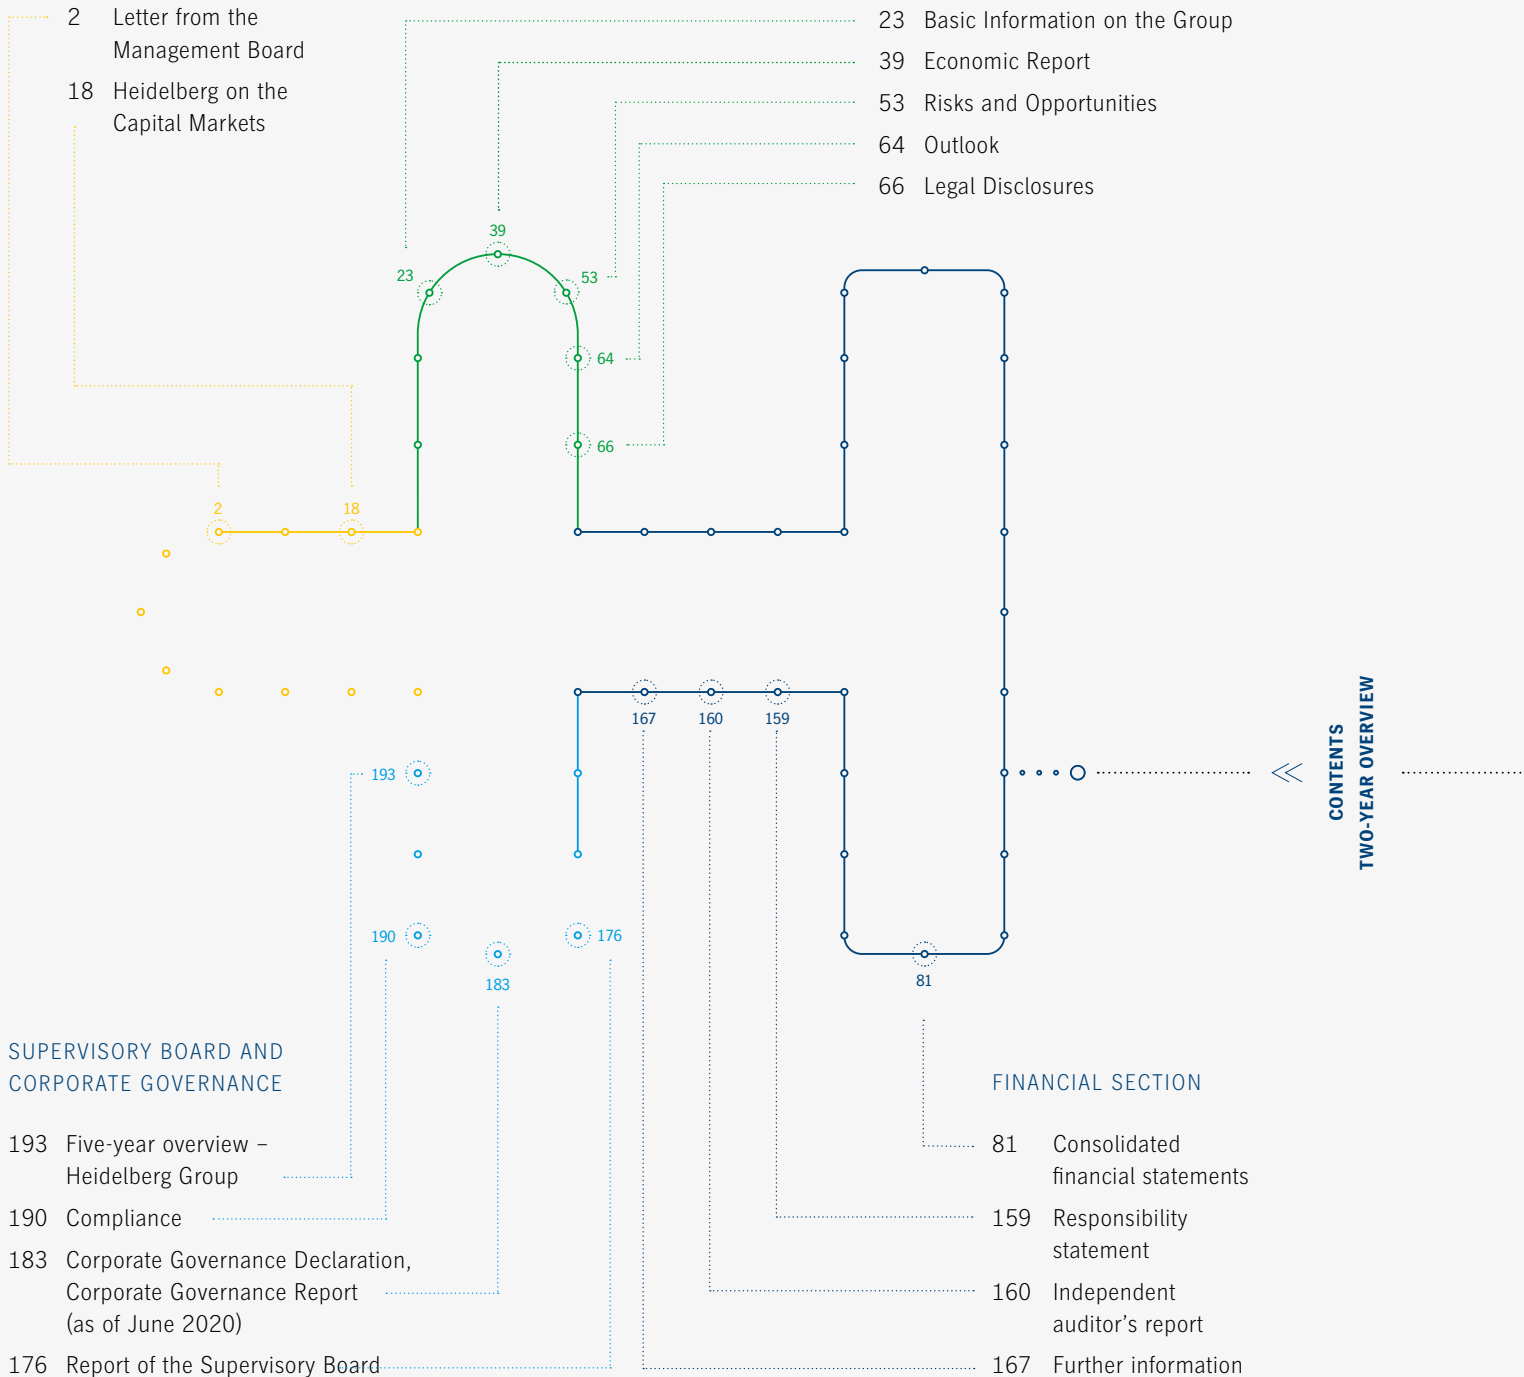 2 Letter from the
Management Board
18 Heidelberg on the
Capital Markets
23 Basic Information on the Group
39 Economic Report
53 Risks and Opportunities
64 Outlook
66 Legal Disclosures
39
23
53
64
66
2
18
167
160
159
193
190
176
183
81
CONTENTS
TWO-YEAR OVERVIEW
SUPERVISORY BOARD AND
CORPORATE GOVERNANCE
193 Five-year overview –
Heidelberg Group
190 Compliance
183 Corporate Governance Declaration,
Corporate Governance Report
(as of June 2020)
176 Report of the Supervisory Board
FINANCIAL SECTION
81 Consolidated
financial statements
159 Responsibility
statement
160 Independent
auditor’s report
167 Further information